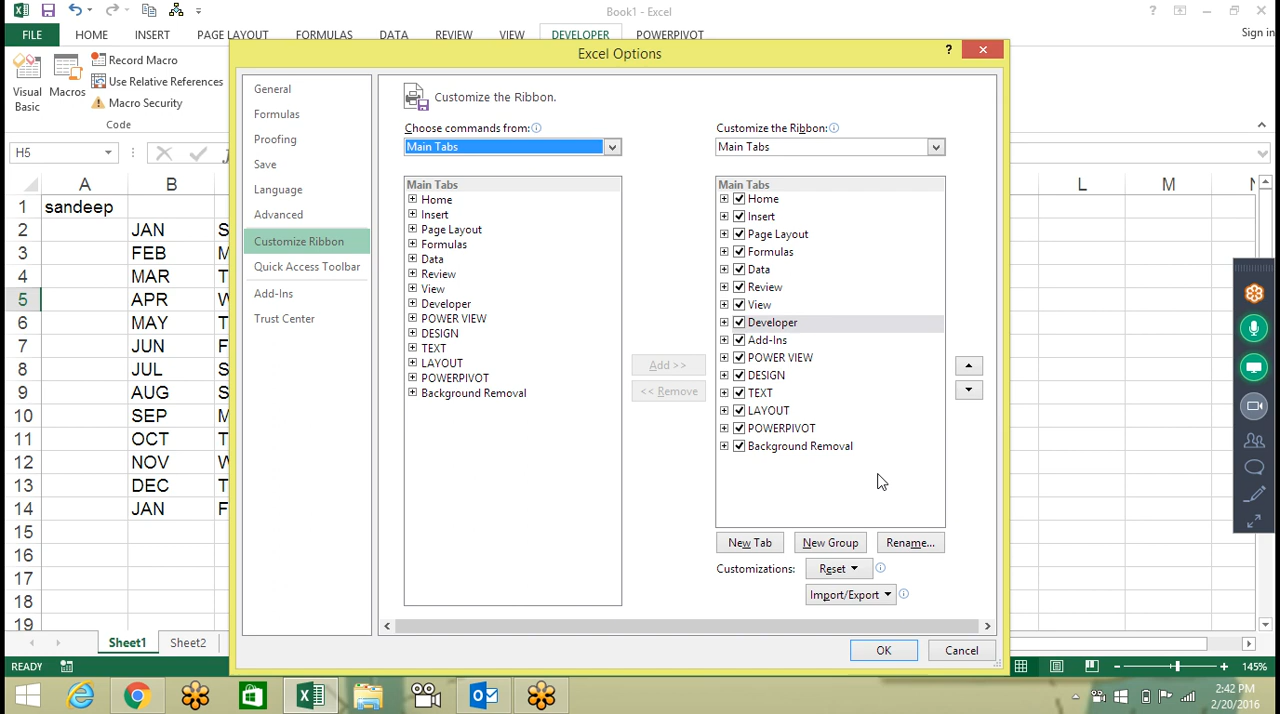 Book1 - Excel
FILE HOME INSERT PAGE LAYOUT FORMULAS DATA REVIEW VIEW DEVELOPER POWERPIVOT Sign in
Visual Basic
Macros
Record Macro
Use Relative References
Macro Security
Code
H5
A B L M N
1 sandeep
2 JAN S
3 FEB M
4 MAR T
5 APR W
6 MAY T
7 JUN F
8 JUL S
9 AUG S
10 SEP M
11 OCT T
12 NOV W
13 DEC T
14 JAN F
15
16
17
18
19
Sheet1 Sheet2
READY
145%
Excel Options
?
General
Formulas
Proofing
Save
Language
Advanced
Customize Ribbon
Quick Access Toolbar
Add-Ins
Trust Center
Customize the Ribbon.
Choose commands from:
Main Tabs
Main Tabs
Home
Insert
Page Layout
Formulas
Data
Review
View
Developer
POWER VIEW
DESIGN
TEXT
LAYOUT
POWERPIVOT
Background Removal
Add >>
<< Remove
Customize the Ribbon:
Main Tabs
Main Tabs
Home
Insert
Page Layout
Formulas
Data
Review
View
Developer
Add-Ins
POWER VIEW
DESIGN
TEXT
LAYOUT
POWERPIVOT
Background Removal
New Tab New Group Rename...
Customizations: Reset
Import/Export
OK Cancel
2:42 PM
2/20/2016